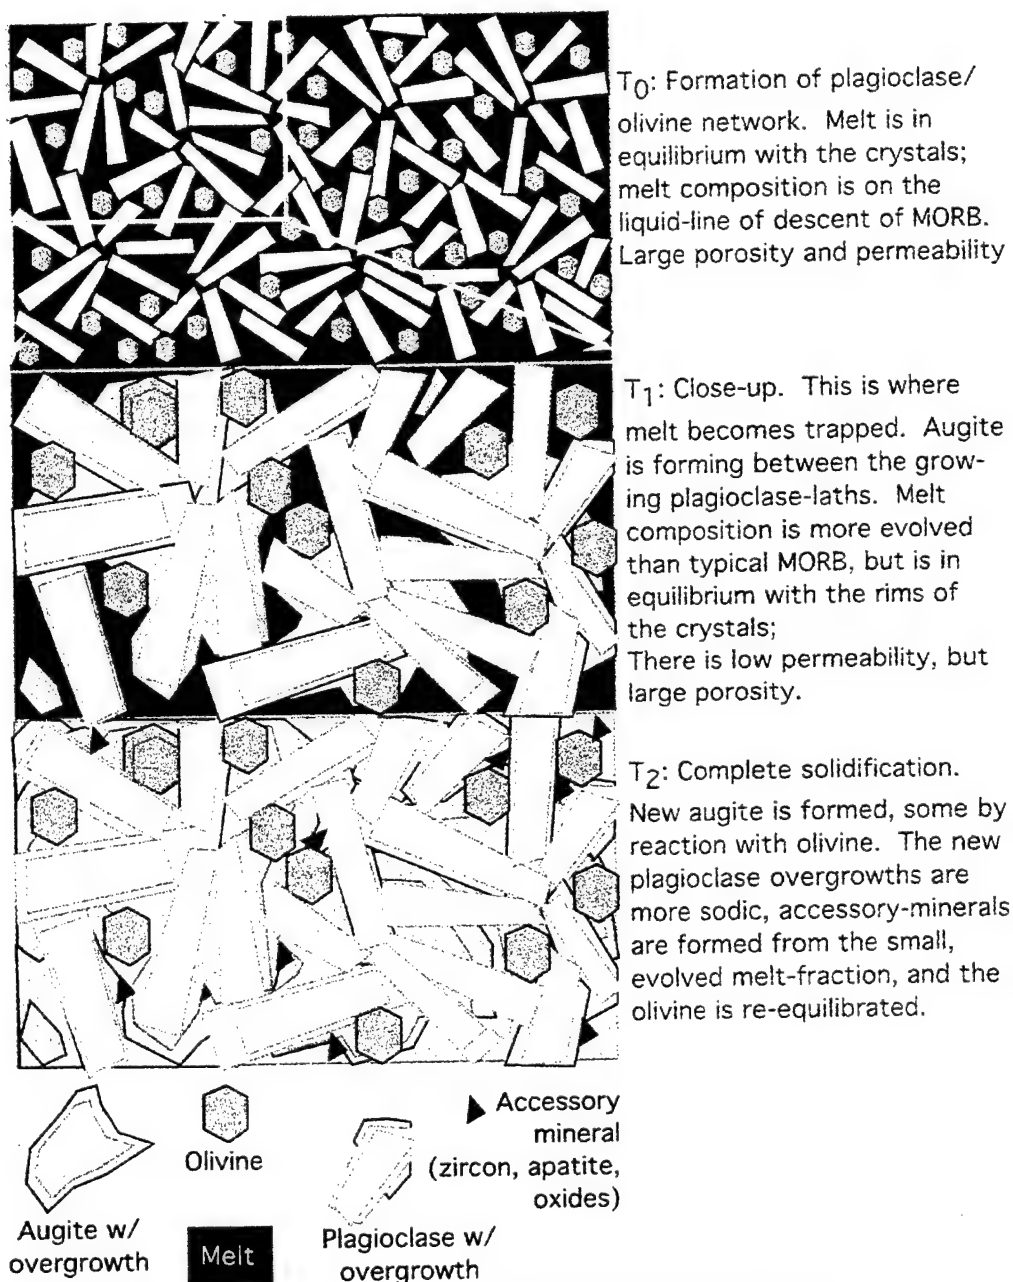 T0: Formation of plagioclase/
olivine network. Melt is in
equilibrium with the crystals;
melt composition is on the
liquid-line of descent of MORB.
Large porosity and permeability
T1: Close-up. This is where
melt becomes trapped. Augite
is forming between the grow-
ing plagioclase-laths. Melt
composition is more evolved
than typical MORB, but is in
equilibrium with the rims of
the crystals;
There is low permeability, but
large porosity.
T2: Complete solidification.
New augite is formed, some by
reaction with olivine. The new
plagioclase overgrowths are
more sodic, accessory-minerals
are formed from the small,
evolved melt-fraction, and the
olivine is re-equilibrated.
Augite w/
overgrowth
Olivine
Melt
Plagioclase w/
overgrowth
Accessory
mineral
(zircon, apatite,
oxides)